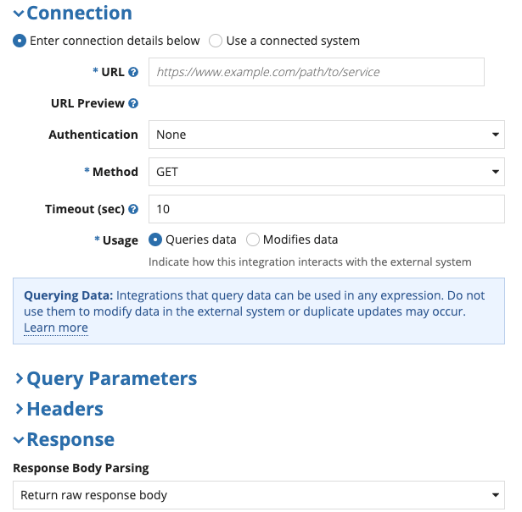 Connection
Enter connection details below Use a connected system
* URL ? https://www.example.com/path/to/service
URL Preview ?
Authentication None
* Method GET
Timeout (sec) ? 10
* Usage Queries data Modifies data
Indicate how this integration interacts with the external system
Querying Data: Integrations that query data can be used in any expression. Do not
use them to modify data in the external system or duplicate updates may occur.
Learn more
Query Parameters
Headers
Response
Response Body Parsing
Return raw response body